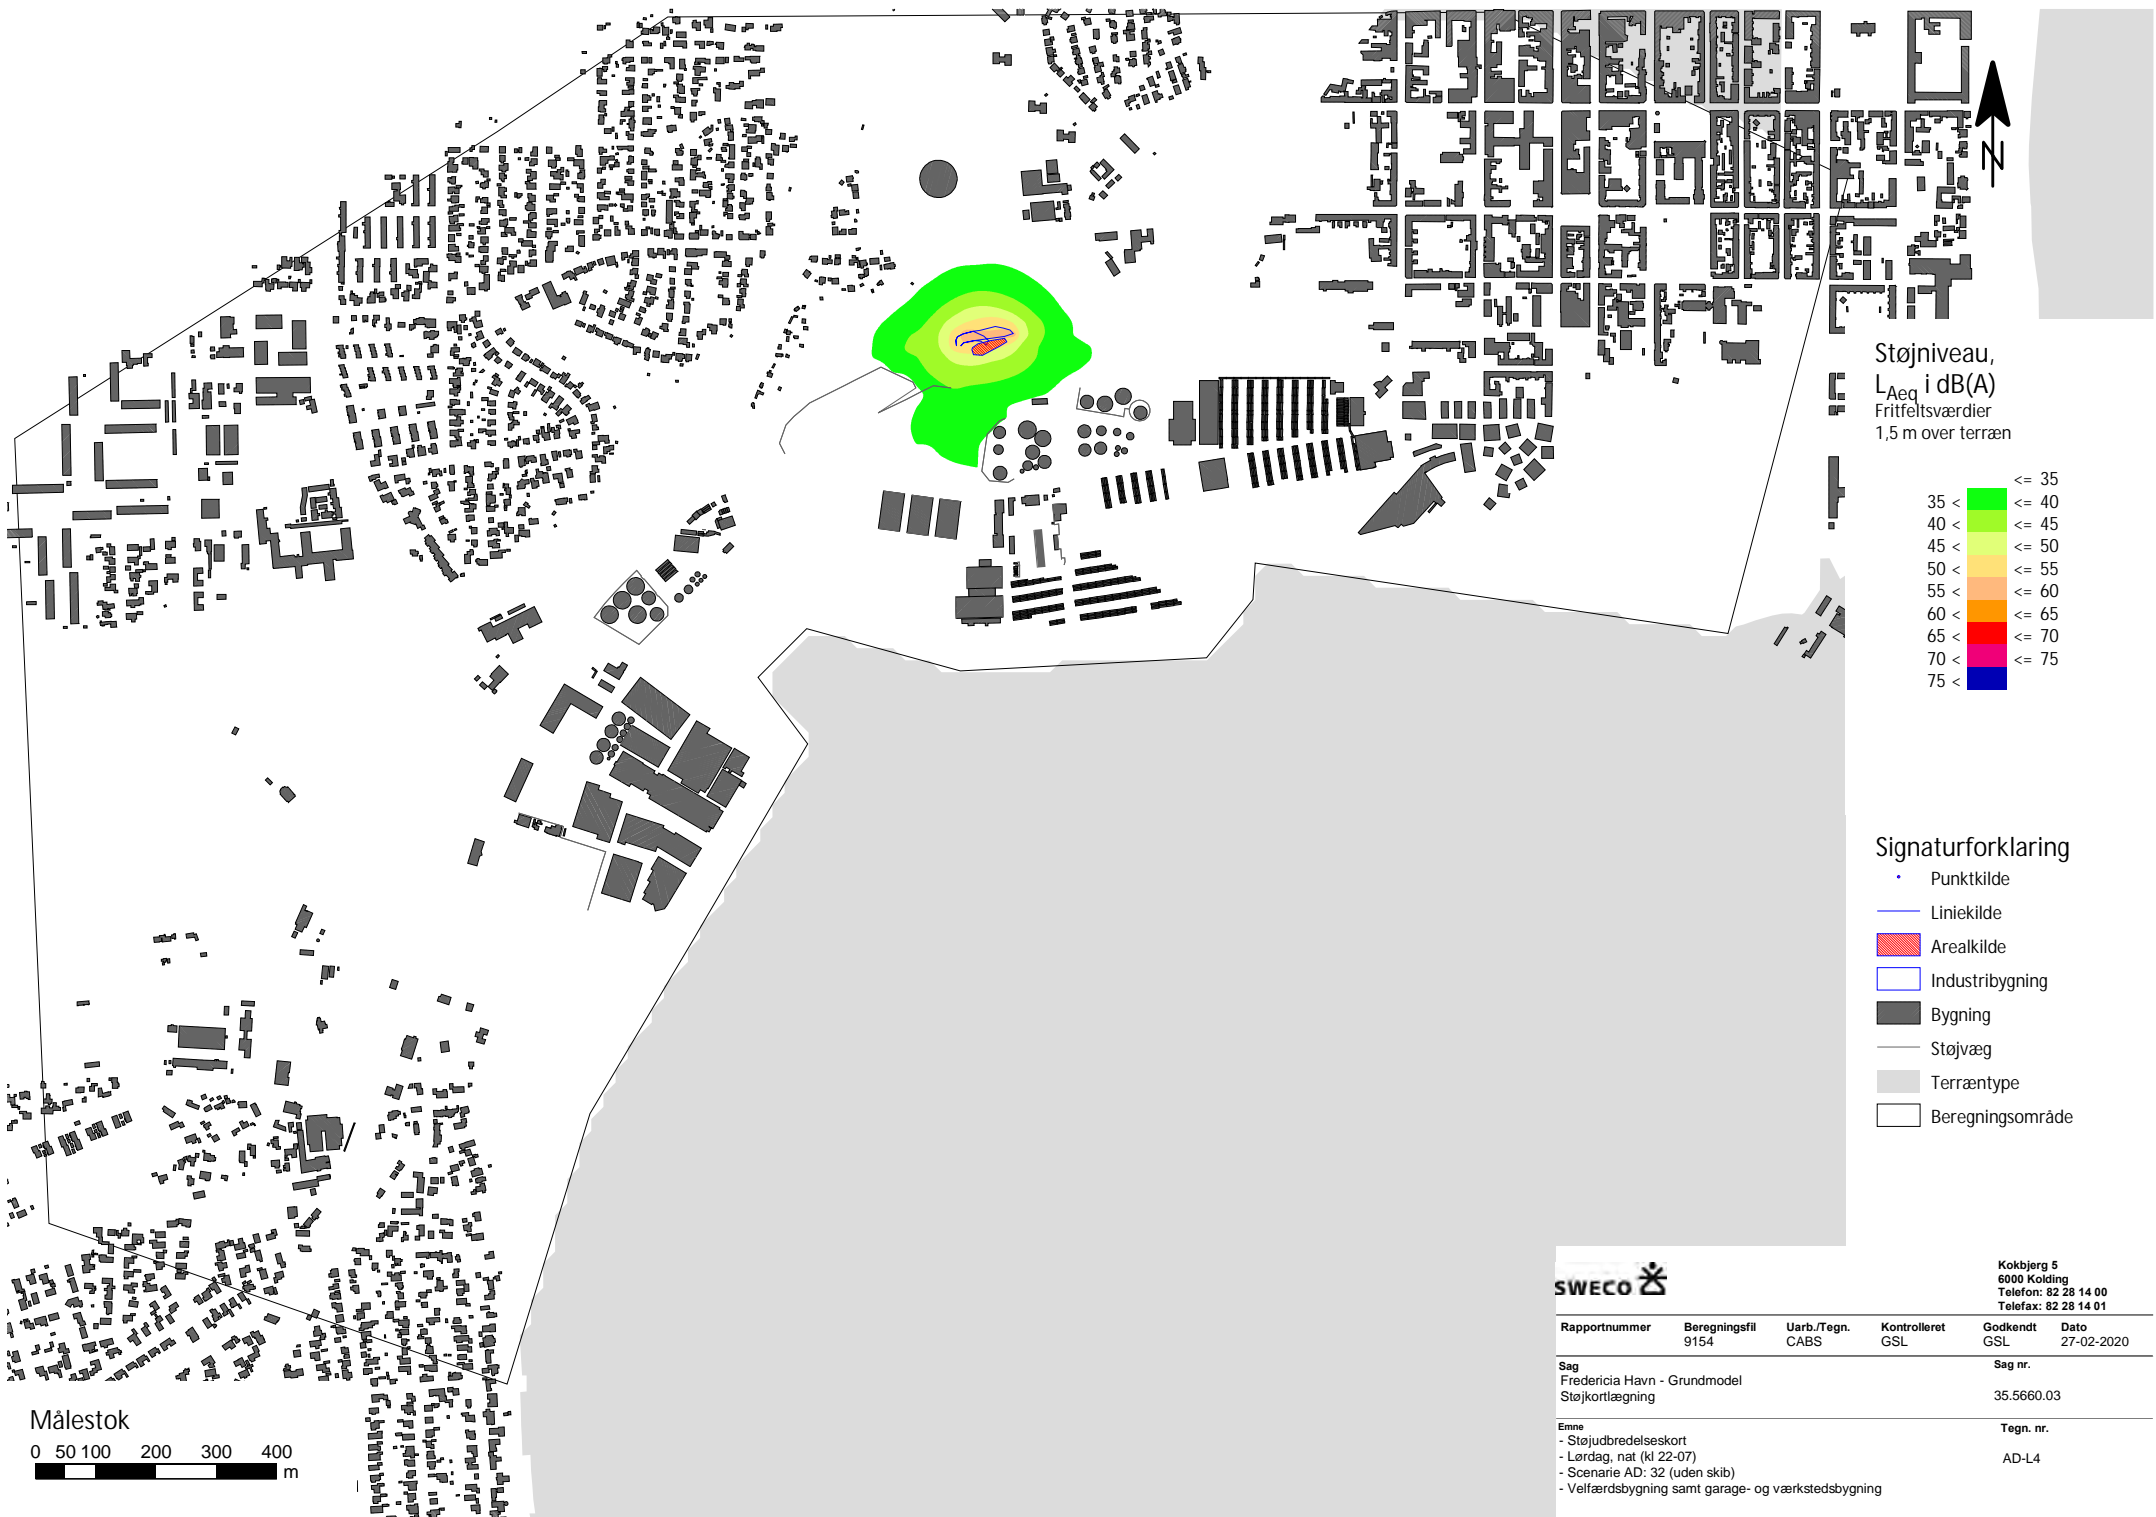 N
Støjniveau,
LAeq i dB(A)
Fritfeltsværdier
1,5 m over terræn
<= 35
35 < <= 40
40 < <= 45
45 < <= 50
50 < <= 55
55 < <= 60
60 < <= 65
65 < <= 70
70 < <= 75
75 <
Signaturforklaring
Punktkilde
Liniekilde
Arealkilde
Industribygning
Bygning
Støjvæg
Terræntype
Beregningsområde
Målestok
0 50 100 200 300 400
m
SWECO
Kokbjerg 5
6000 Kolding
Telefon: 82 28 14 00
Telefax: 82 28 14 01
Rapportnummer Beregningsfil Uarb./Tegn. Kontrolleret Godkendt Dato
9154 CABS GSL GSL 27-02-2020
Sag Sag nr.
Fredericia Havn - Grundmodel
Støjkortlægning 35.5660.03
Emne Tegn. nr.
- Støjudbredelseskort
- Lørdag, nat (kl 22-07) AD-L4
- Scenarie AD: 32 (uden skib)
- Velfærdsbygning samt garage- og værkstedsbygning